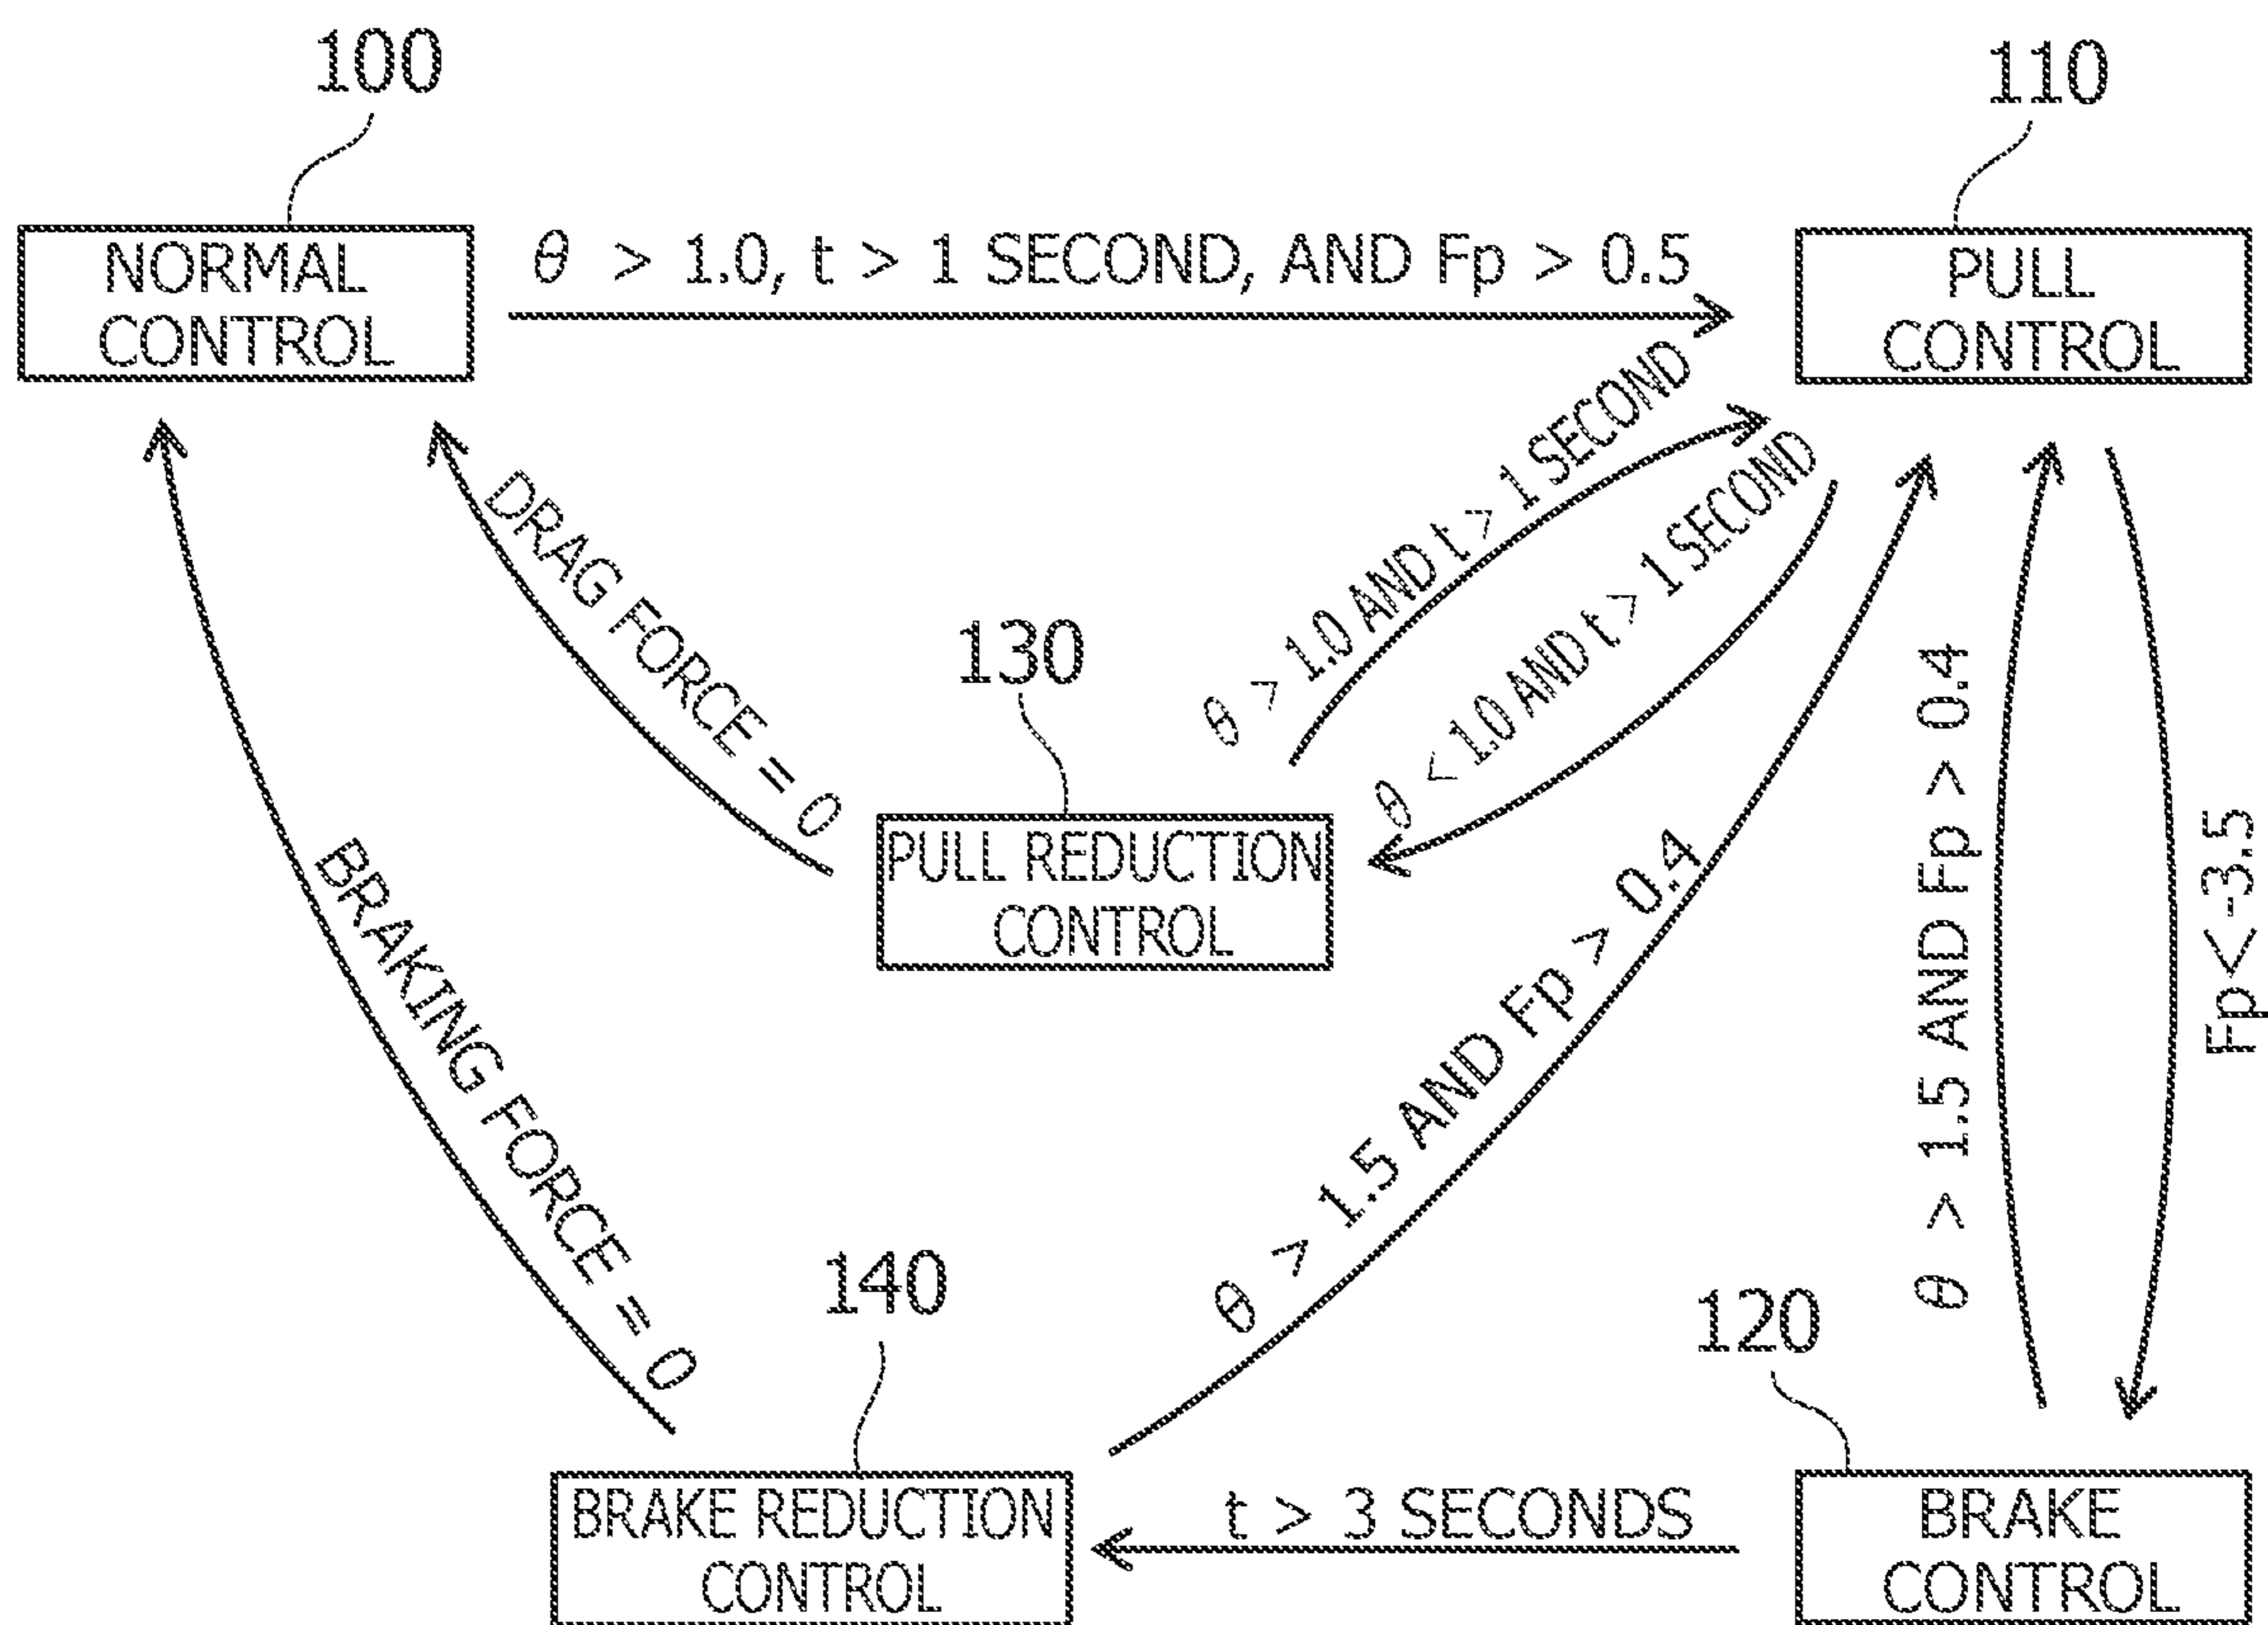 100
110
NORMAL
CONTROL
θ > 1.0, t > 1 SECOND, AND Fp > 0.5
PULL
CONTROL
DRAG FORCE = 0
θ > 1.0 AND t > 1 SECOND
θ < 1.0 AND t > 1 SECOND
130
PULL REDUCTION
CONTROL
BRAKING FORCE = 0
θ > 1.5 AND Fp > 0.4
θ > 1.5 AND Fp > 0.4
Fp<-3.5
140
120
BRAKE REDUCTION
CONTROL
t > 3 SECONDS
BRAKE
CONTROL